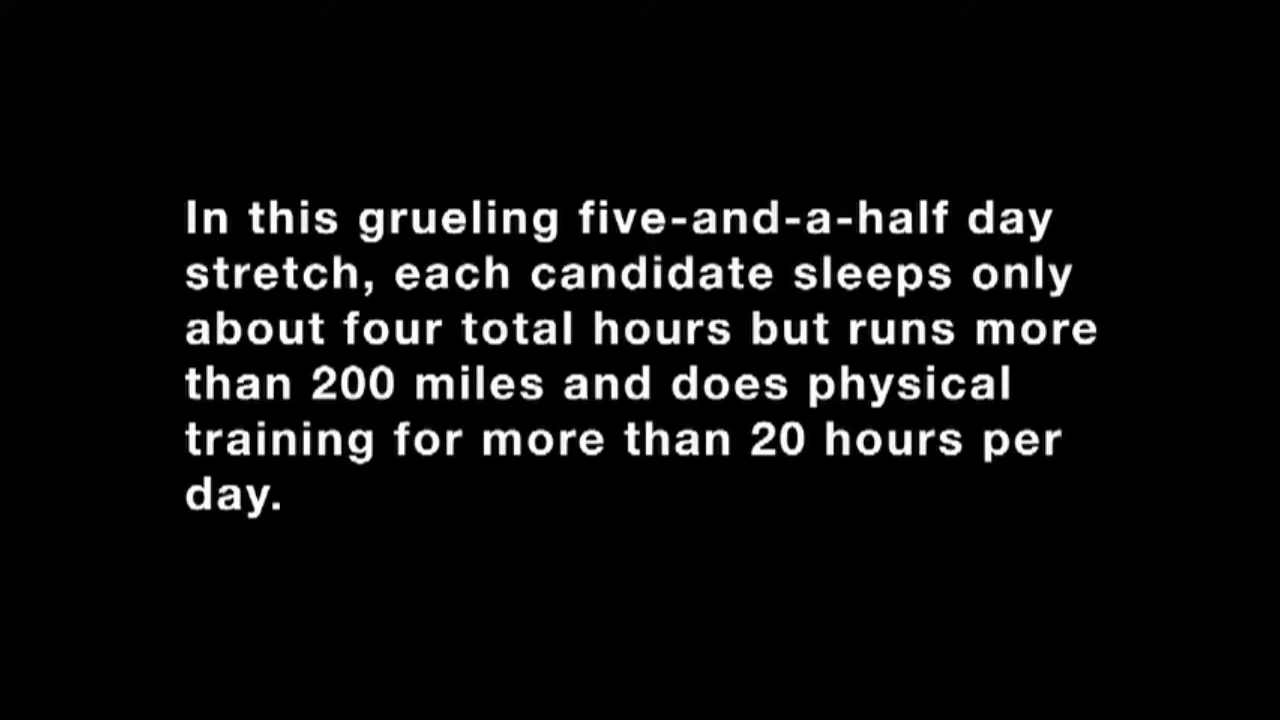 In this grueling five-and-a-half day
stretch, each candidate sleeps only
about four total hours but runs more
than 200 miles and does physical
training for more than 20 hours per
day.